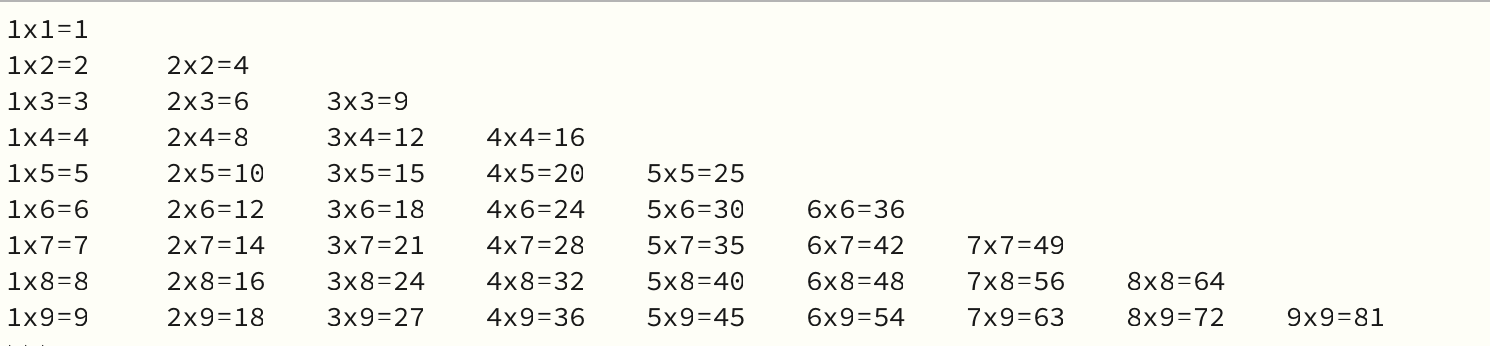 1x1=1
1x2=2 2x2=4
1x3=3 2x3=6 3x3=9
1x4=4 2x4=8 3x4=12 4x4=16
1x5=5 2x5=10 3x5=15 4x5=20 5x5=25
1x6=6 2x6=12 3x6=18 4x6=24 5x6=30 6x6=36
1x7=7 2x7=14 3x7=21 4x7=28 5x7=35 6x7=42 7x7=49
1x8=8 2x8=16 3x8=24 4x8=32 5x8=40 6x8=48 7x8=56 8x8=64
1x9=9 2x9=18 3x9=27 4x9=36 5x9=45 6x9=54 7x9=63 8x9=72 9x9=81